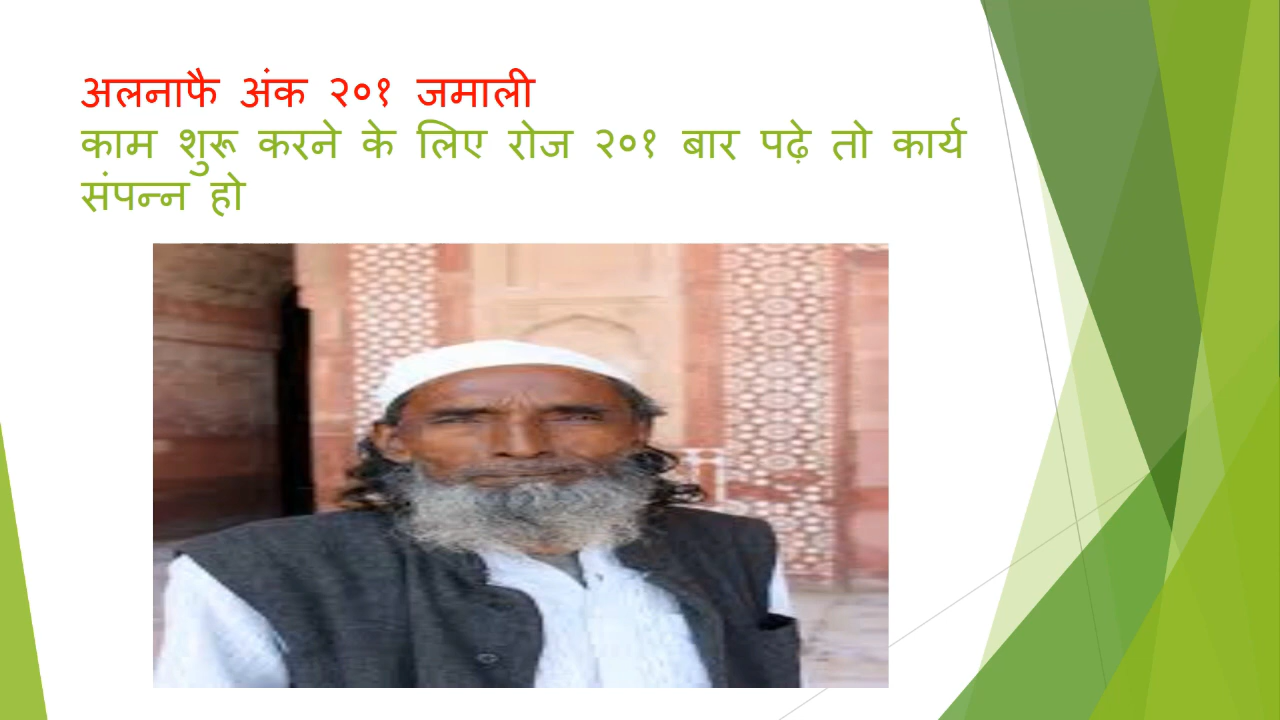 अलनाफै अंक २०१ जमाली
काम शुरू करने के लिए रोज २०१ बार पढ़े तो कार्य
संपन्न हो